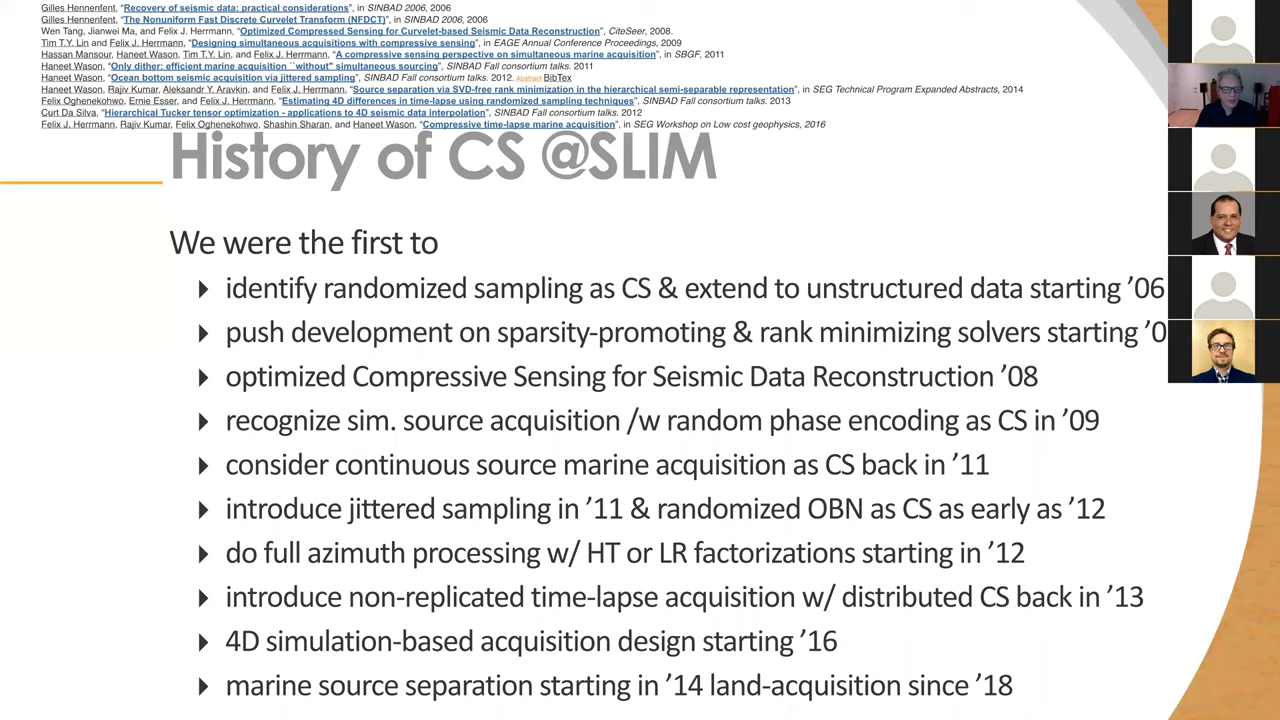 Gilles Hennenfent, “Recovery of seismic data: practical considerations”, in SINBAD 2006, 2006
Gilles Hennenfent, “The Nonuniform Fast Discrete Curvelet Transform (NFDCT)”, in SINBAD 2006, 2006
Wen Tang, Jianwei Ma, and Felix J. Herrmann, “Optimized Compressed Sensing for Curvelet-based Seismic Data Reconstruction”, CiteSeer, 2008.
Tim T.Y. Lin and Felix J. Herrmann, “Designing simultaneous acquisitions with compressive sensing”, in EAGE Annual Conference Proceedings, 2009
Hassan Mansour, Haneet Wason, Tim T.Y. Lin, and Felix J. Herrmann, “A compressive sensing perspective on simultaneous marine acquisition”, in SBGF, 2011
Haneet Wason, “Only dither: efficient marine acquisition ``without'' simultaneous sourcing”, SINBAD Fall consortium talks. 2011
Haneet Wason, “Ocean bottom seismic acquisition via jittered sampling”, SINBAD Fall consortium talks. 2012. Abstract BibTex
Haneet Wason, Rajiv Kumar, Aleksandr Y. Aravkin, and Felix J. Herrmann, “Source separation via SVD-free rank minimization in the hierarchical semi-separable representation”, in SEG Technical Program Expanded Abstracts, 2014
Felix Oghenekohwo, Ernie Esser, and Felix J. Herrmann, “Estimating 4D differences in time-lapse using randomized sampling techniques”, SINBAD Fall consortium talks. 2013
Curt Da Silva, “Hierarchical Tucker tensor optimization - applications to 4D seismic data interpolation”, SINBAD Fall consortium talks. 2012
Felix J. Herrmann, Rajiv Kumar, Felix Oghenekohwo, Shashin Sharan, and Haneet Wason, “Compressive time-lapse marine acquisition”, in SEG Workshop on Low cost geophysics, 2016
History of CS @SLIM
We were the first to
identify randomized sampling as CS & extend to unstructured data starting ’06
push development on sparsity-promoting & rank minimizing solvers starting ’0
optimized Compressive Sensing for Seismic Data Reconstruction ’08
recognize sim. source acquisition /w random phase encoding as CS in ’09
consider continuous source marine acquisition as CS back in ’11
introduce jittered sampling in ’11 & randomized OBN as CS as early as ’12
do full azimuth processing w/ HT or LR factorizations starting in ’12
introduce non-replicated time-lapse acquisition w/ distributed CS back in ’13
4D simulation-based acquisition design starting ’16
marine source separation starting in ’14 land-acquisition since ’18